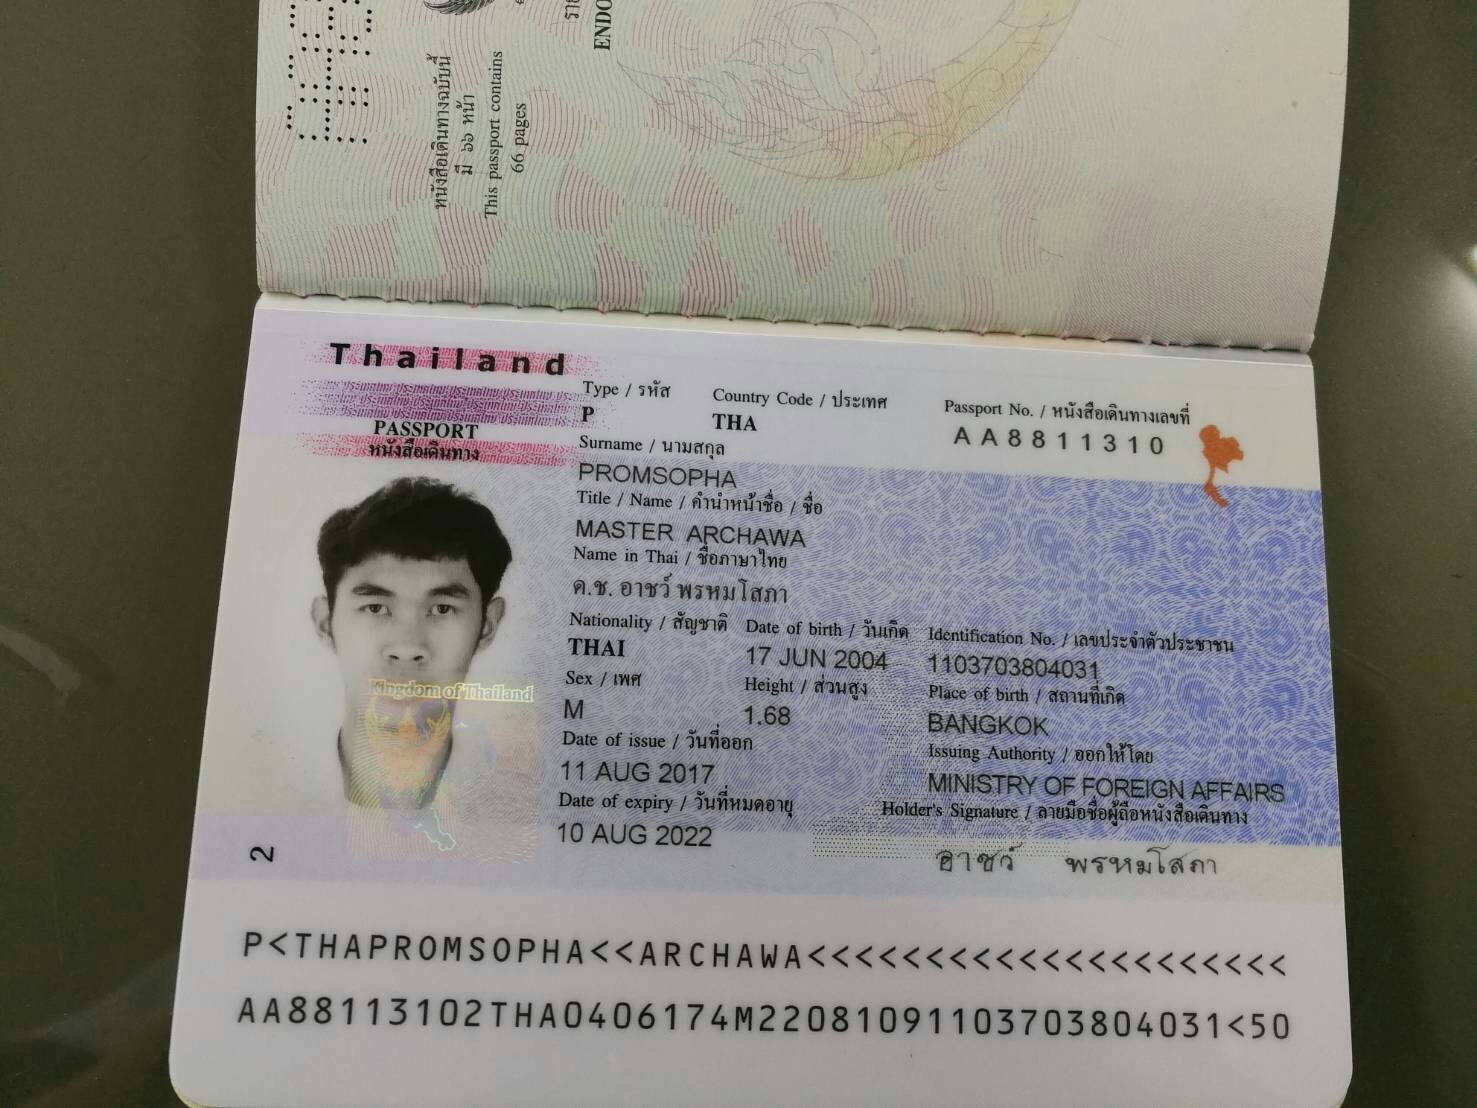 หนังสือเดินทางฉบับนี้
มี ๖๖ หน้า
This passport contains
66 pages
Thailand
PASSPORT
หนังสือเดินทาง
Type / รหัส
P
Country Code / ประเทศ
THA
Passport No. / หนังสือเดินทางเลขที่
AA8811310
Surname / นามสกุล
PROMSOPHA
Title / Name / คำนำหน้าชื่อ / ชื่อ
MASTER ARCHAWA
Name in Thai / ชื่อภาษาไทย
ด.ช. อาชว์ พรหมโสภา
Nationality / สัญชาติ
THAI
Date of birth / วันเกิด
17 JUN 2004
Identification No. / เลขประจำตัวประชาชน
1103703804031
Sex / เพศ
M
Height / ส่วนสูง
1.68
Place of birth / สถานที่เกิด
BANGKOK
Date of issue / วันที่ออก
11 AUG 2017
Issuing Authority / ออกให้โดย
MINISTRY OF FOREIGN AFFAIRS
Date of expiry / วันที่หมดอายุ
10 AUG 2022
Holder's Signature / ลายมือชื่อผู้ถือหนังสือเดินทาง
อาชว์ พรหมโสภา
Kingdom of Thailand
2
P<THAPROMSOPHA<<ARCHAWA<<<<<<<<<<<<<<<<<<<<<
AA88113102THA0406174M22081091103703804031<50